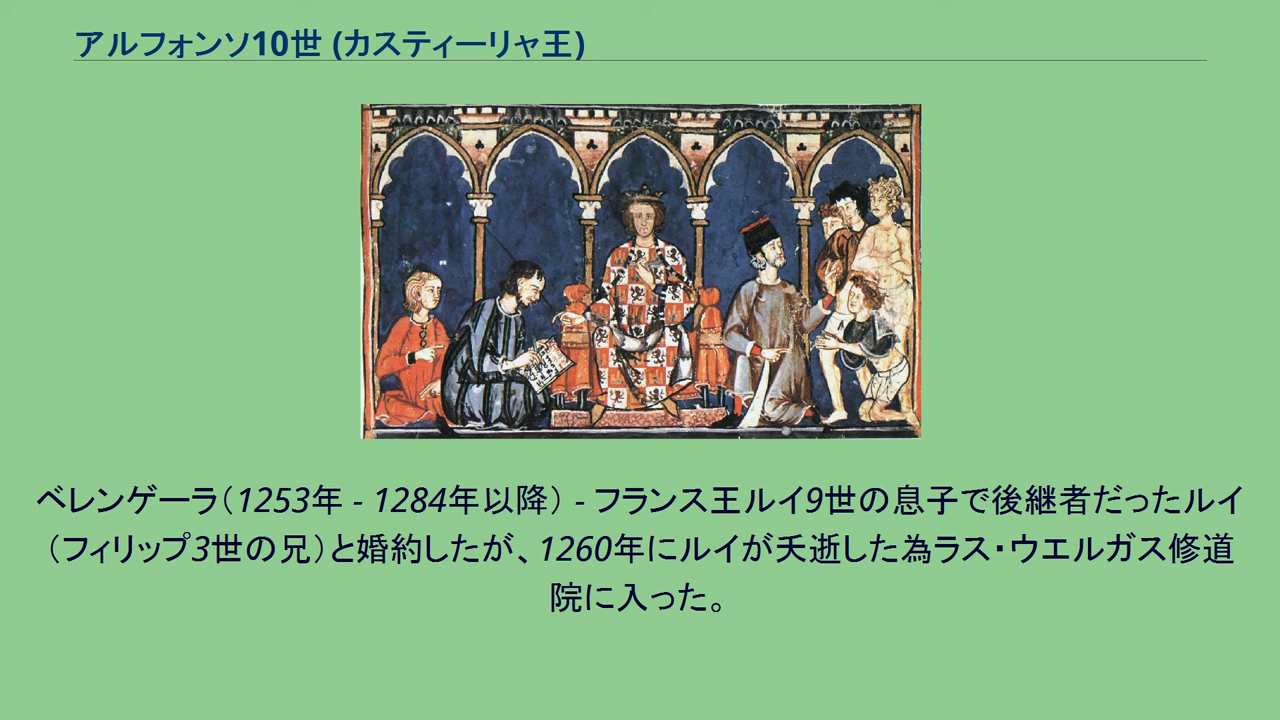 アルフォンソ10世 (カスティーリャ王)
ベレンゲーラ（1253年 - 1284年以降） - フランス王ルイ9世の息子で後継者だったルイ
（フィリップ3世の兄）と婚約したが、1260年にルイが夭逝した為ラス・ウエルガス修道
院に入った。